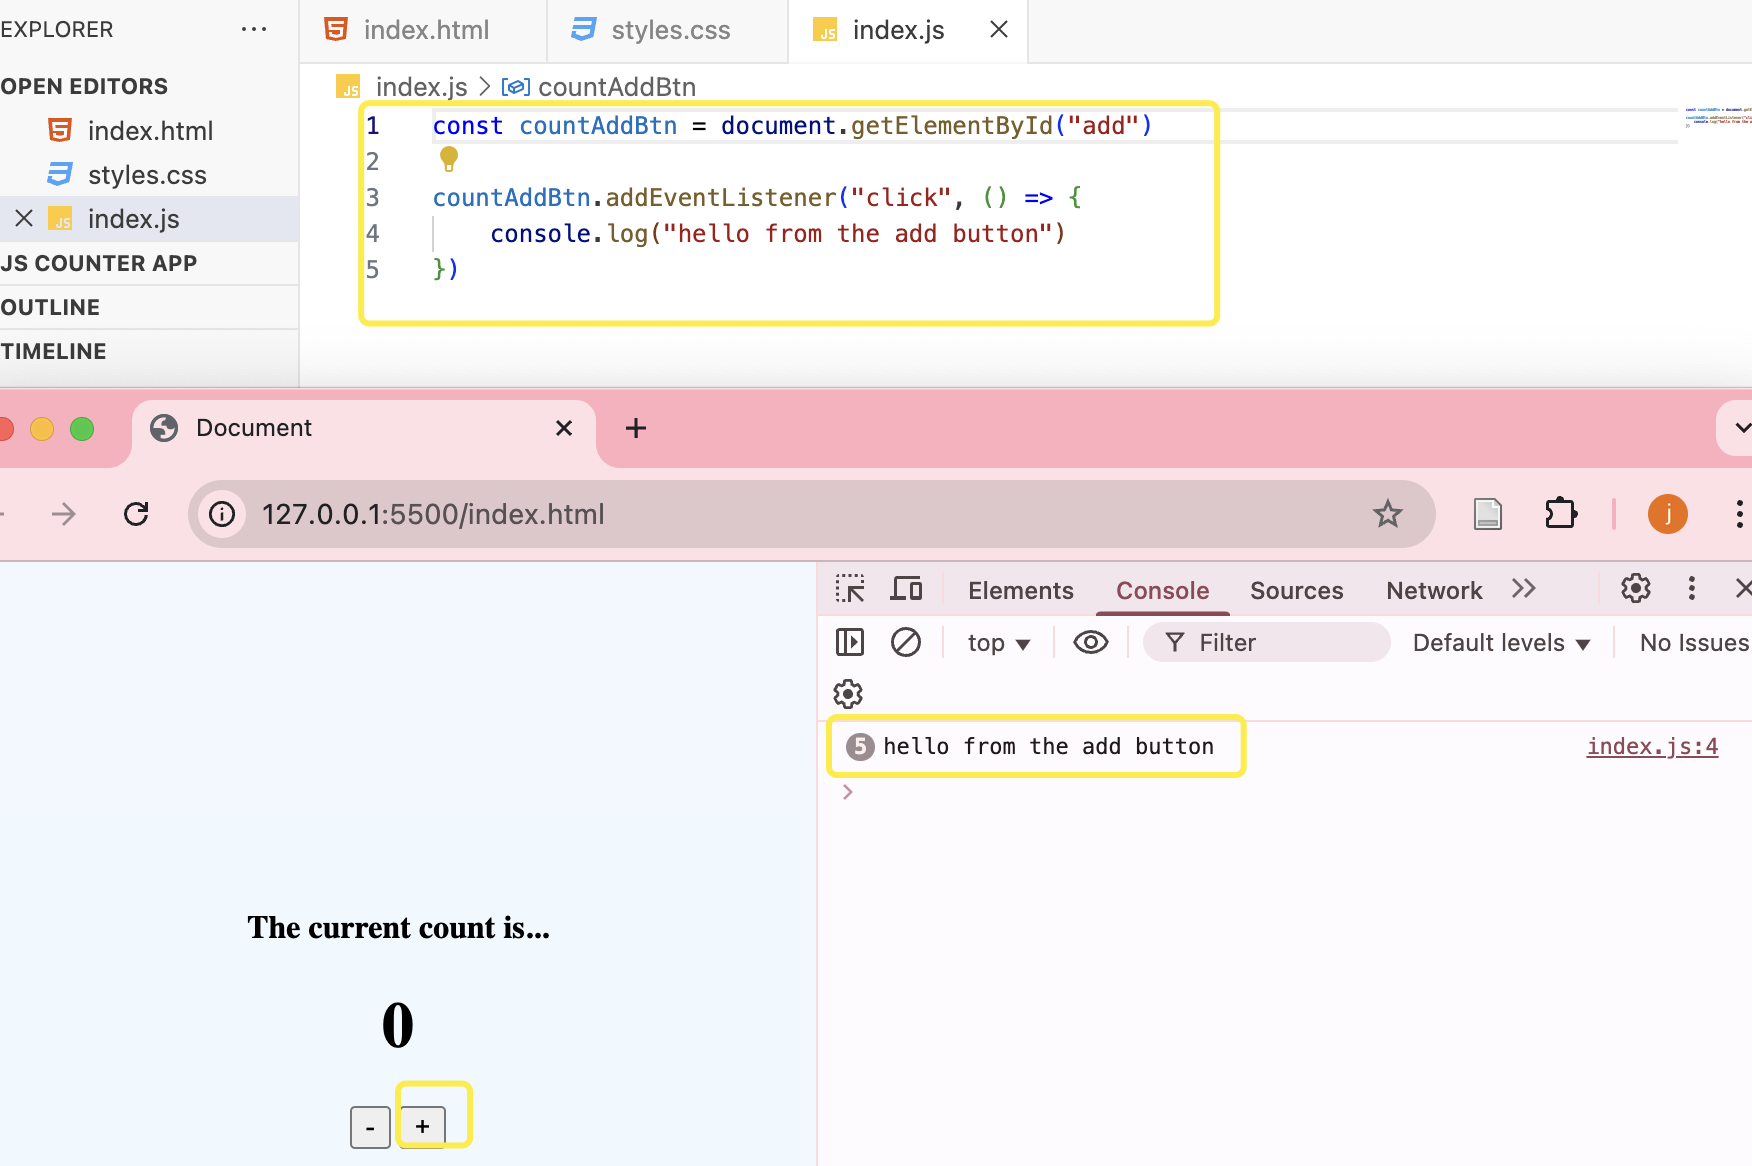 EXPLORER
index.html
styles.css
index.js
OPEN EDITORS
index.html
styles.css
index.js
JS COUNTER APP
OUTLINE
TIMELINE
index.js > countAddBtn
1 const countAddBtn = document.getElementById("add")
2
3 countAddBtn.addEventListener("click", () => {
4 console.log("hello from the add button")
5 })
Document
127.0.0.1:5500/index.html
j
Elements Console Sources Network
top Filter Default levels No Issues
5 hello from the add button index.js:4
The current count is...
0
- +